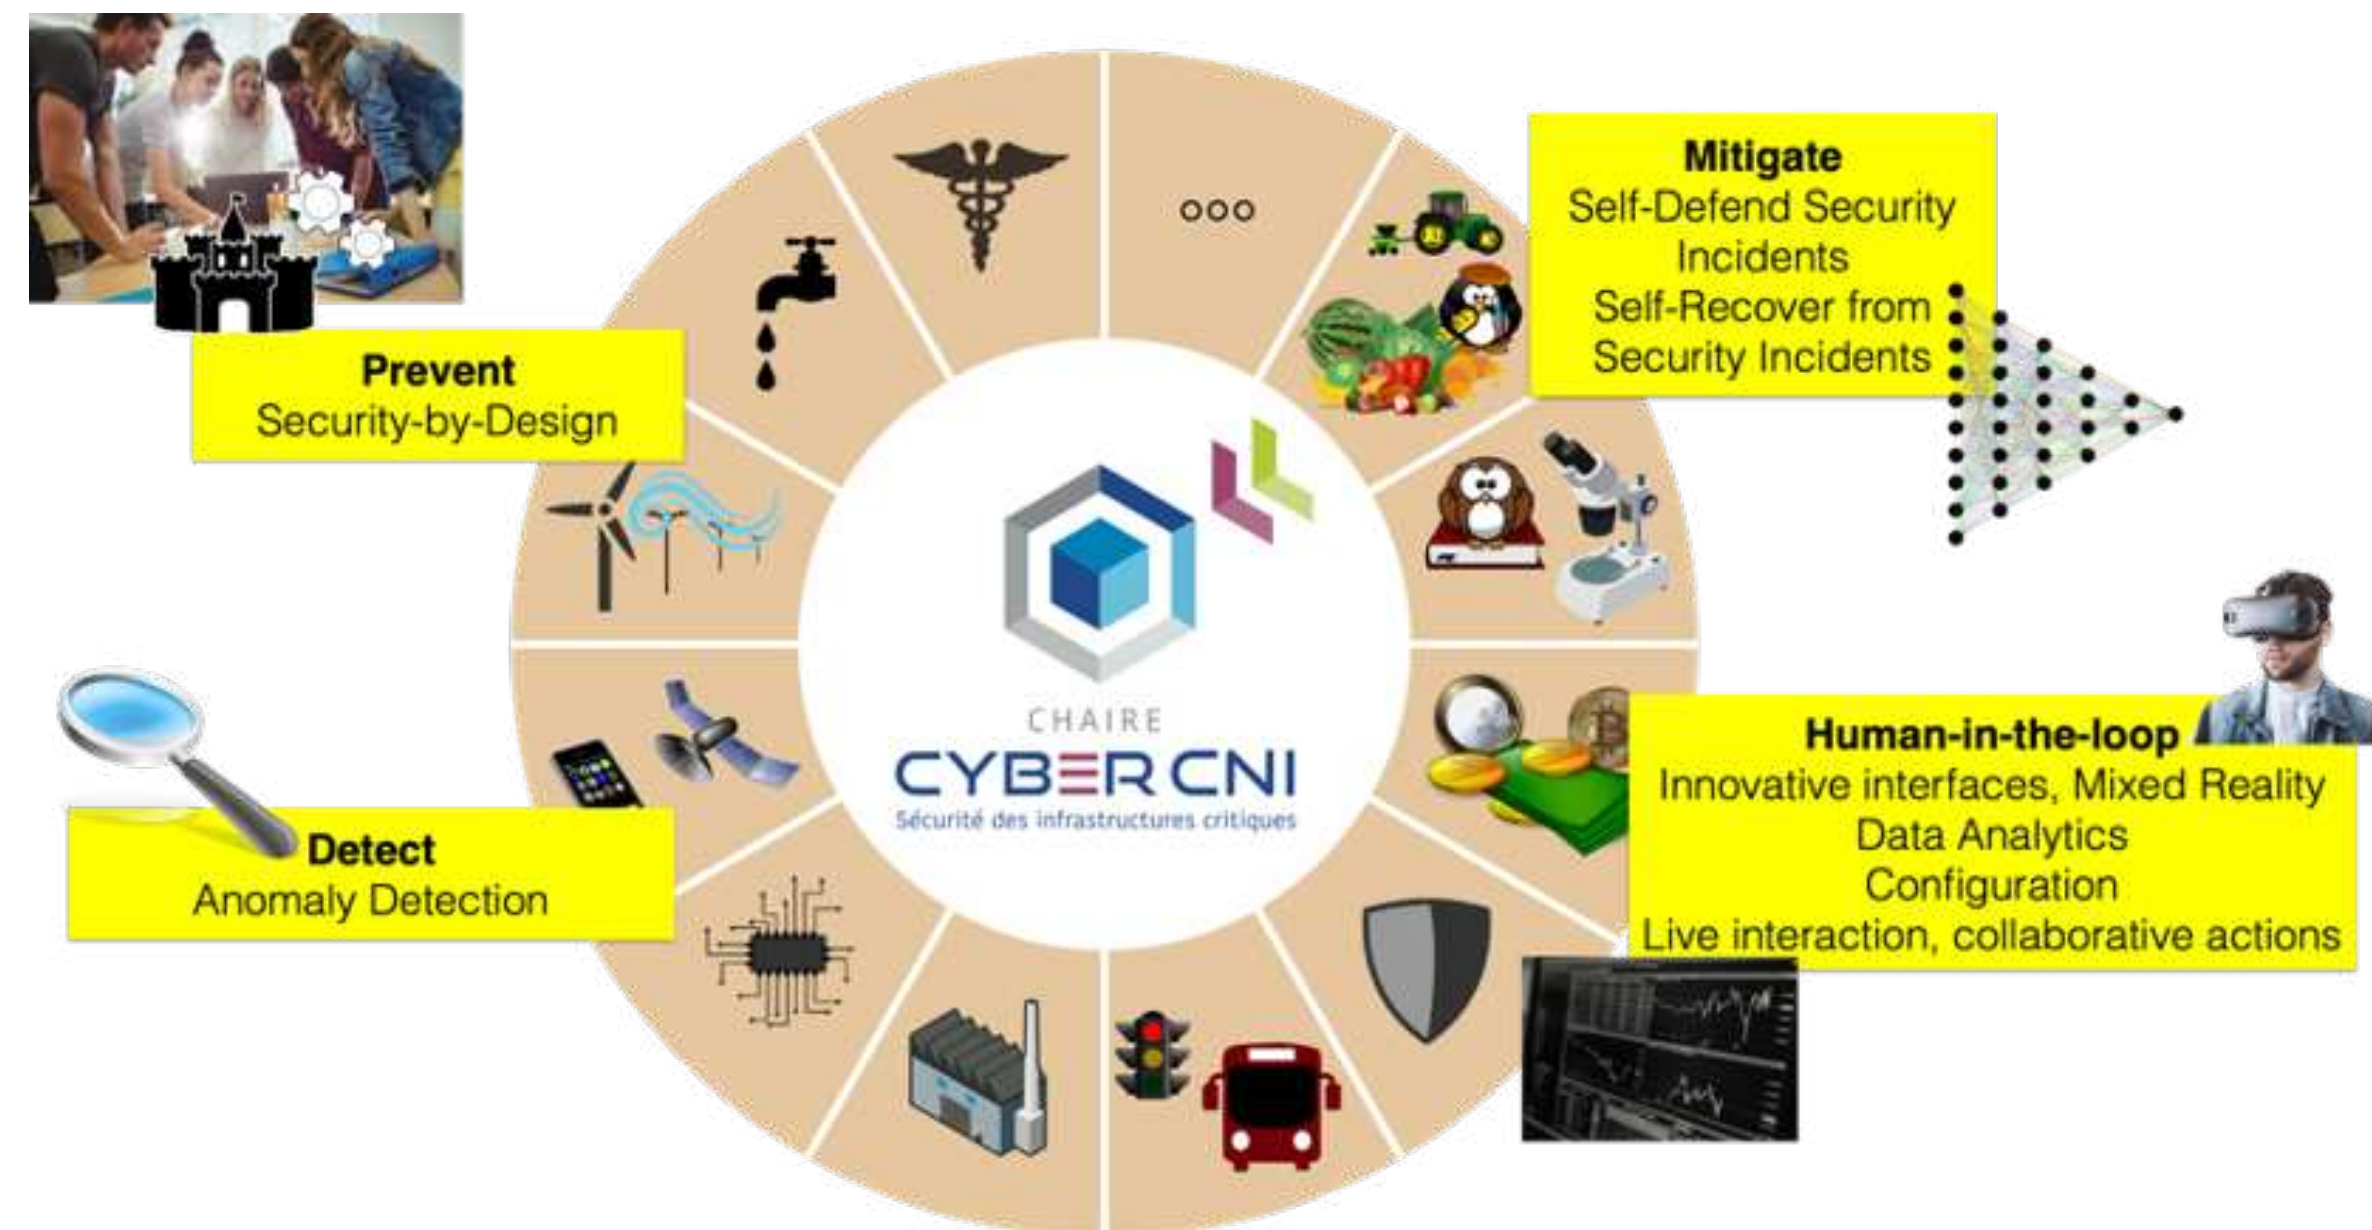 Prevent
Security-by-Design
Mitigate
Self-Defend Security
Incidents
Self-Recover from
Security Incidents
Detect
Anomaly Detection
Human-in-the-loop
Innovative interfaces, Mixed Reality
Data Analytics
Configuration
Live interaction, collaborative actions
CHAIRE
CYBERCNI
Sécurité des infrastructures critiques